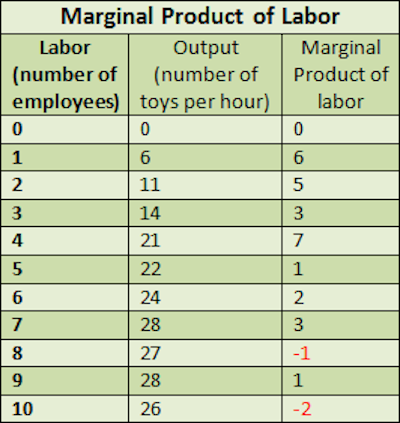 Marginal Product of Labor
Labor (number of employees) Output (number of toys per hour) Marginal Product of labor
0 0 0
1 6 6
2 11 5
3 14 3
4 21 7
5 22 1
6 24 2
7 28 3
8 27 -1
9 28 1
10 26 -2